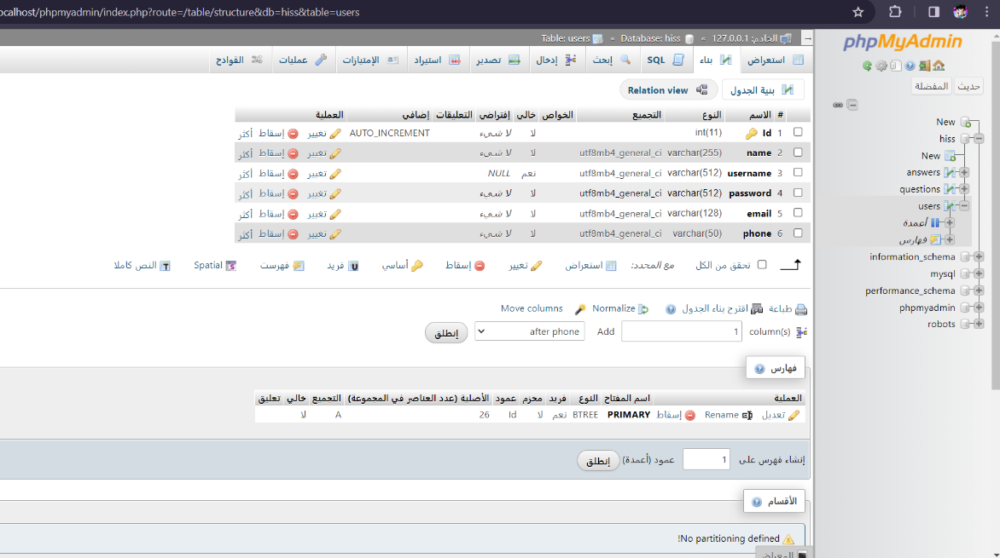 ocalhost/phpmyadmin/index.php?route=/table/structure&db=hiss&table=users
phpMyAdmin
حديث المفضلة
New
hiss
New
answers
questions
users
أعمدة
فهارس
information_schema
mysql
performance_schema
phpmyadmin
robots
الخادم: 127.0.0.1 » Database: hiss » Table: users
استعراض بناء SQL إبحث إدخال تصدير استيراد الإمتيازات عمليات القوادح
بنية الجدول Relation view
# الاسم النوع التجميع الخواص خالي إفتراضي التعليقات إضافي العملية
1 Id int(11) لا لا شيء AUTO_INCREMENT تغيير إسقاط أكثر
2 name varchar(255) utf8mb4_general_ci لا لا شيء تغيير إسقاط أكثر
3 username varchar(512) utf8mb4_general_ci نعم NULL تغيير إسقاط أكثر
4 password varchar(512) utf8mb4_general_ci لا لا شيء تغيير إسقاط أكثر
5 email varchar(128) utf8mb4_general_ci لا لا شيء تغيير إسقاط أكثر
6 phone varchar(50) utf8mb4_general_ci لا لا شيء تغيير إسقاط أكثر
تحقق من الكل مع المحدد: استعراض تغيير إسقاط أساسي فريد فهرست Spatial النص كاملا
طباعة اقترح بناء الجدول Normalize Move columns
column(s) 1 Add after phone إنطلق
فهارس
العملية اسم المفتاح النوع فريد محزم عمود الأصلية (عدد العناصر في المجموعة) التجميع خالي تعليق
تعديل Rename إسقاط PRIMARY BTREE نعم لا Id 26 A لا
إنشاء فهرس على 1 عمود (أعمدة) إنطلق
الأقسام
No partitioning defined!
المعراض